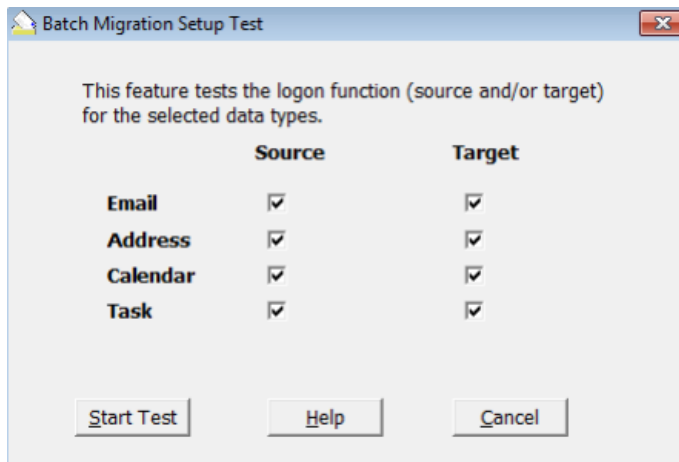 Batch Migration Setup Test
This feature tests the logon function (source and/or target)
for the selected data types.
Source Target
Email
Address
Calendar
Task
Start Test Help Cancel